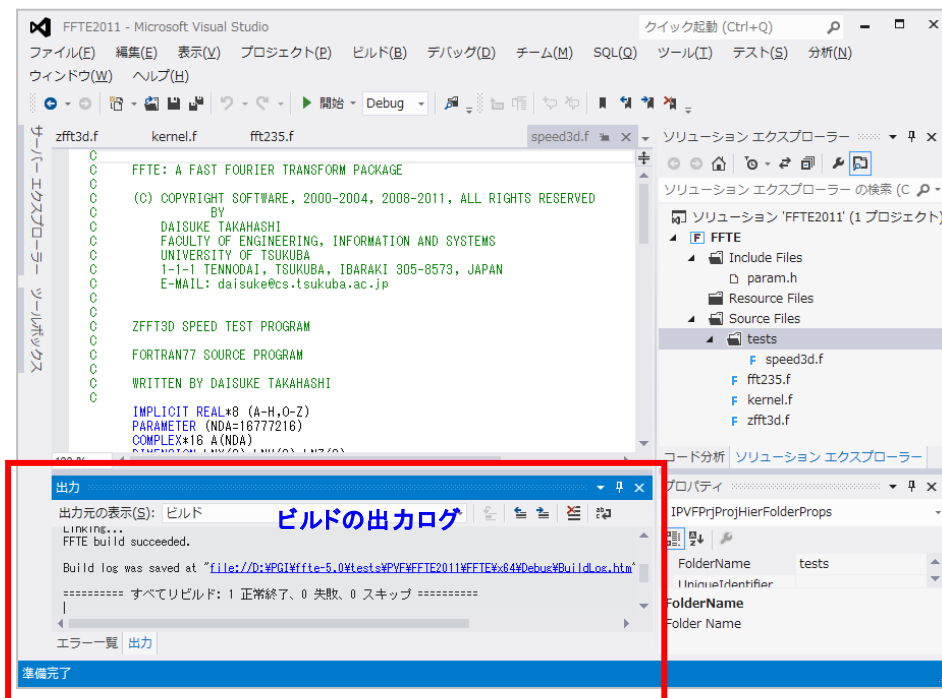 FFTE2011 - Microsoft Visual Studio
クイック起動 (Ctrl+Q)
ファイル(F) 編集(E) 表示(V) プロジェクト(P) ビルド(B) デバッグ(D) チーム(M) SQL(Q) ツール(T) テスト(S) 分析(N)
ウィンドウ(W) ヘルプ(H)
開始 Debug
サーバー エクスプローラー
ツールボックス
zfft3d.f kernel.f fft235.f speed3d.f
C
C FFTE: A FAST FOURIER TRANSFORM PACKAGE
C
C (C) COPYRIGHT SOFTWARE, 2000-2004, 2008-2011, ALL RIGHTS RESERVED
C BY
C DAISUKE TAKAHASHI
C FACULTY OF ENGINEERING, INFORMATION AND SYSTEMS
C UNIVERSITY OF TSUKUBA
C 1-1-1 TENNODAI, TSUKUBA, IBARAKI 305-8573, JAPAN
C E-MAIL: daisuke@cs.tsukuba.ac.jp
C
C
C ZFFT3D SPEED TEST PROGRAM
C
C FORTRAN77 SOURCE PROGRAM
C
C WRITTEN BY DAISUKE TAKAHASHI
C
IMPLICIT REAL*8 (A-H,O-Z)
PARAMETER (NDA=16777216)
COMPLEX*16 A(NDA)
ソリューション エクスプローラー
ソリューション エクスプローラー の検索 (C
ソリューション 'FFTE2011' (1 プロジェクト)
FFTE
Include Files
param.h
Resource Files
Source Files
tests
speed3d.f
fft235.f
kernel.f
zfft3d.f
コード分析 ソリューション エクスプローラー
出力
出力元の表示(S): ビルド
ビルドの出力ログ
Linking...
FFTE build succeeded.
Build log was saved at "file://D:¥PGI¥ffte-5.0¥tests¥PVF¥FFTE2011¥FFTE¥x64¥Debug¥BuildLog.htm"
========== すべてリビルド: 1 正常終了、0 失敗、0 スキップ ==========
エラー一覧 出力
プロパティ
IPVFPrjProjHierFolderProps
FolderName tests
UniqueIdentifier
FolderName
Folder Name
準備完了